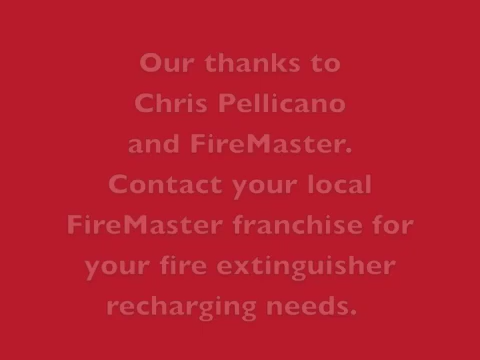 Our thanks to
Chris Pellicano
and FireMaster.
Contact your local
FireMaster franchise for
your fire extinguisher
recharging needs.